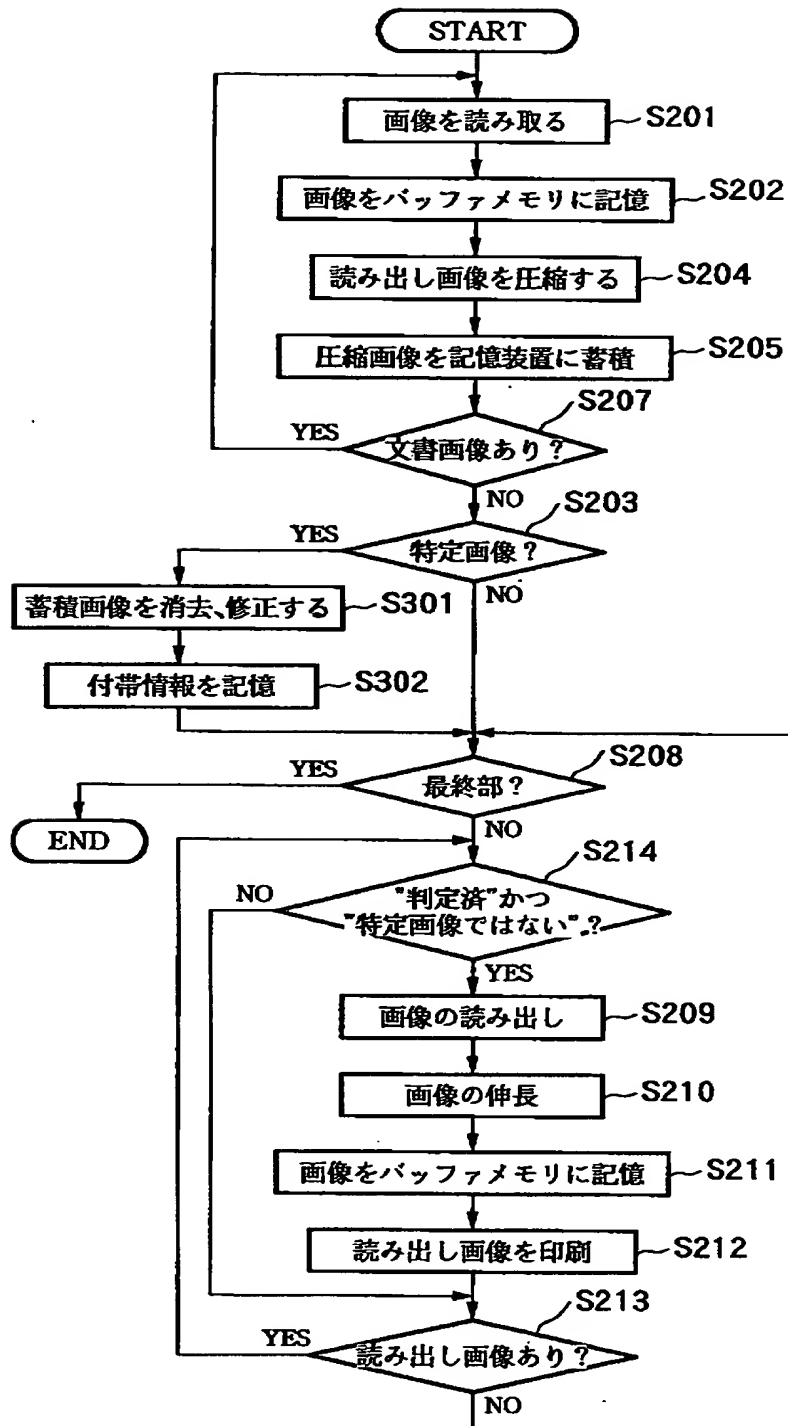 START
画像を読み取る
S201
画像をバッファメモリに記憶
S202
読み出し画像を圧縮する
S204
圧縮画像を記憶装置に蓄積
S205
S207
YES
文書画像あり?
NO
S203
YES
特定画像?
NO
蓄積画像を消去、修正する
S301
付帯情報を記憶
S302
S208
YES
最終部?
END
NO
S214
NO
"判定済"かつ
"特定画像ではない"?
YES
画像の読み出し
S209
画像の伸長
S210
画像をバッファメモリに記憶
S211
読み出し画像を印刷
S212
S213
YES
読み出し画像あり?
NO